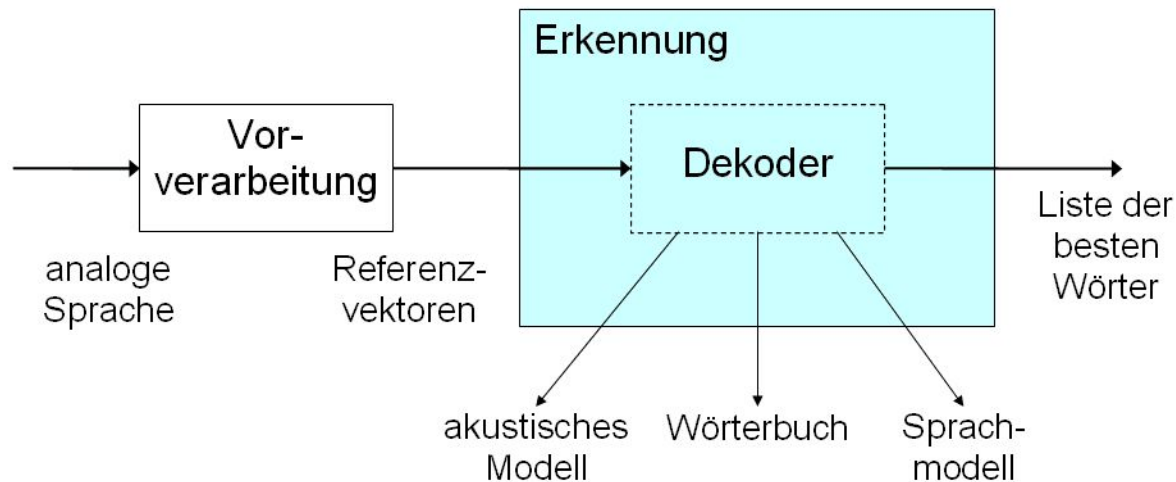 Erkennung
Vor-
verarbeitung
Dekoder
analoge
Sprache
Referenz-
vektoren
Liste der
besten
Wörter
akustisches
Modell
Wörterbuch
Sprach-
modell